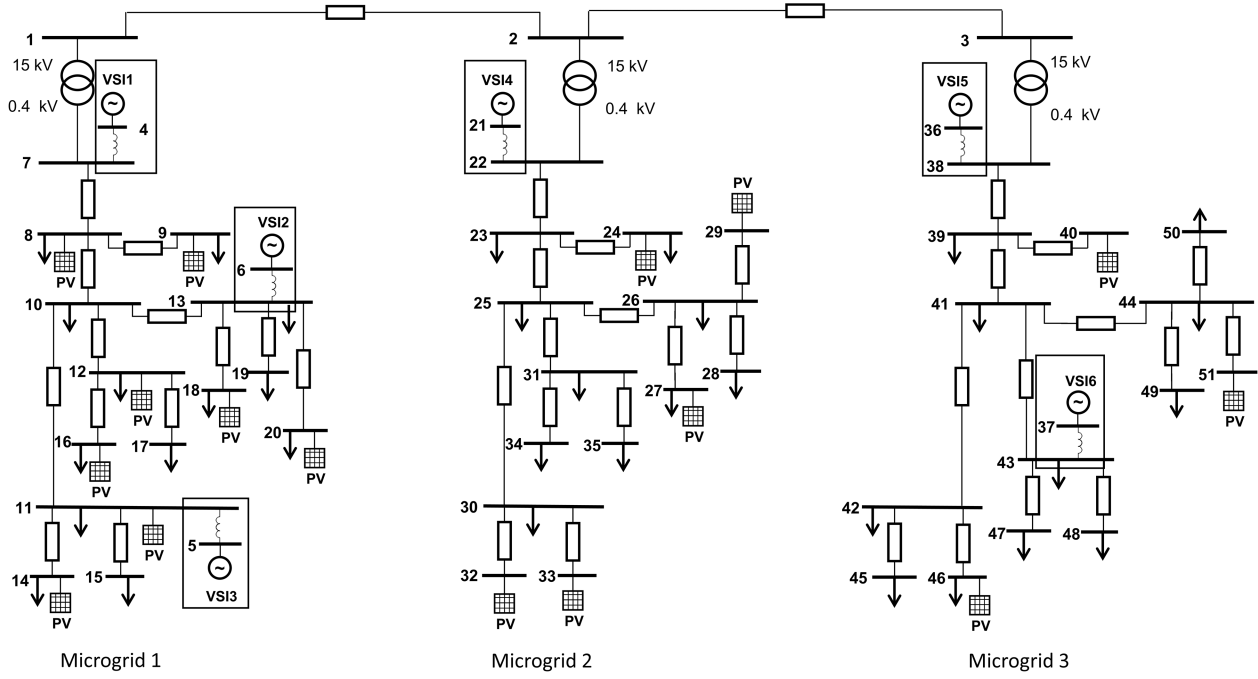 1
2
3
15 kV
0.4 kV
VSI1
4
7
15 kV
0.4 kV
VSI4
21
22
15 kV
0.4 kV
VSI5
36
38
8
PV
9
PV
VSI2
6
10
13
12
PV
18
PV
19
20
PV
16
PV
17
11
PV
5
VSI3
14
PV
15
23
24
PV
PV
29
25
26
31
27
PV
28
34
35
30
32
PV
33
PV
39
40
PV
50
41
44
VSI6
37
43
49
51
PV
42
47
48
45
46
PV
Microgrid 1
Microgrid 2
Microgrid 3